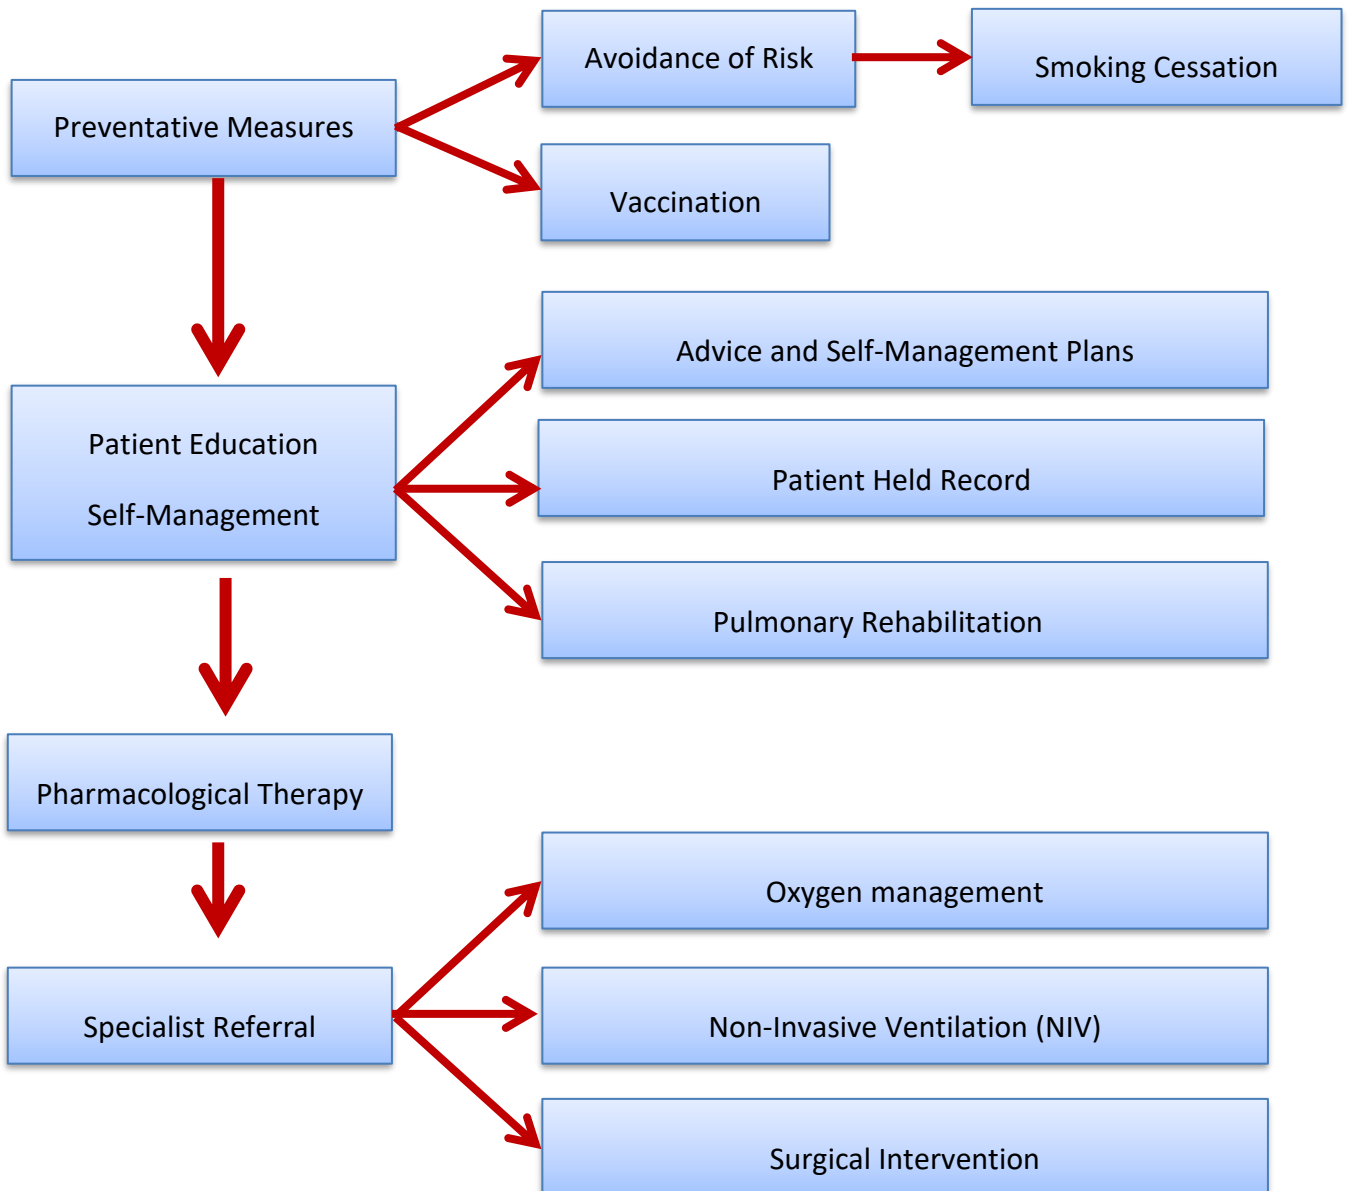 Avoidance of Risk
Smoking Cessation
Preventative Measures
Vaccination
Advice and Self-Management Plans
Patient Education
Self-Management
Patient Held Record
Pulmonary Rehabilitation
Pharmacological Therapy
Oxygen management
Specialist Referral
Non-Invasive Ventilation (NIV)
Surgical Intervention